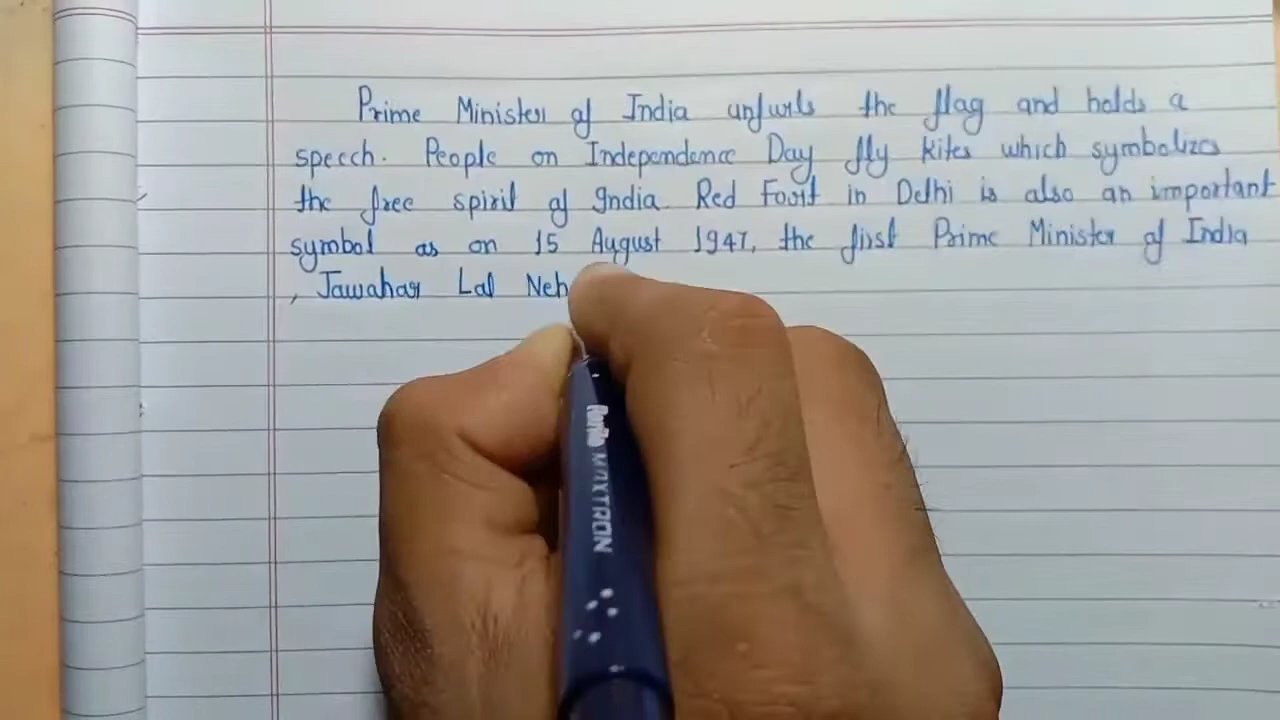 Prime Minister of India unfurls the flag and holds a
speech. People on Independence Day fly kites which symbolizes
the free spirit of India. Red Fort in Delhi is also an important
symbol as on 15 August 1947, the first Prime Minister of India
, Jawahar Lal Neh
MAXTRON